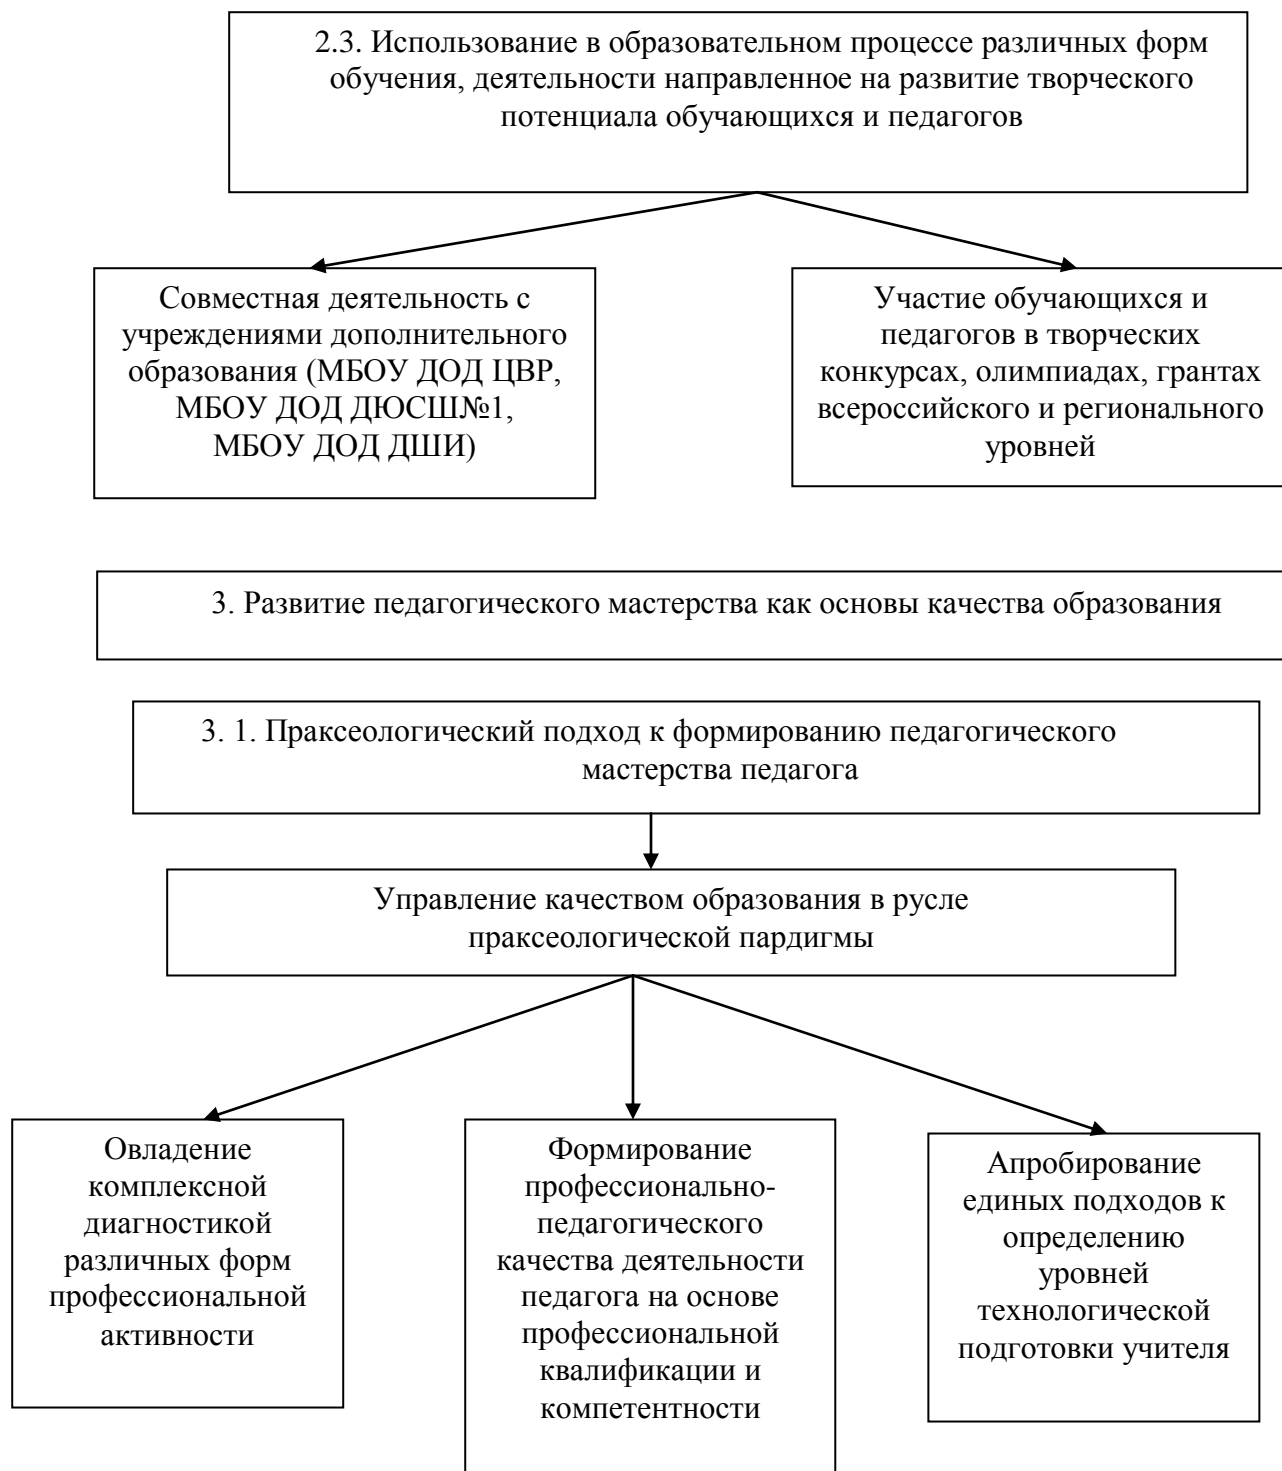 2.3. Использование в образовательном процессе различных форм
обучения, деятельности направленное на развитие творческого
потенциала обучающихся и педагогов
Совместная деятельность с
учреждениями дополнительного
образования (МБОУ ДОД ЦВР,
МБОУ ДОД ДЮСШ№1,
МБОУ ДОД ДШИ)
Участие обучающихся и
педагогов в творческих
конкурсах, олимпиадах, грантах
всероссийского и регионального
уровней
3. Развитие педагогического мастерства как основы качества образования
3. 1. Праксеологический подход к формированию педагогического
мастерства педагога
Управление качеством образования в русле
праксеологической пардигмы
Овладение
комплексной
диагностикой
различных форм
профессиональной
активности
Формирование
профессионально-
педагогического
качества деятельности
педагога на основе
профессиональной
квалификации и
компетентности
Апробирование
единых подходов к
определению
уровней
технологической
подготовки учителя